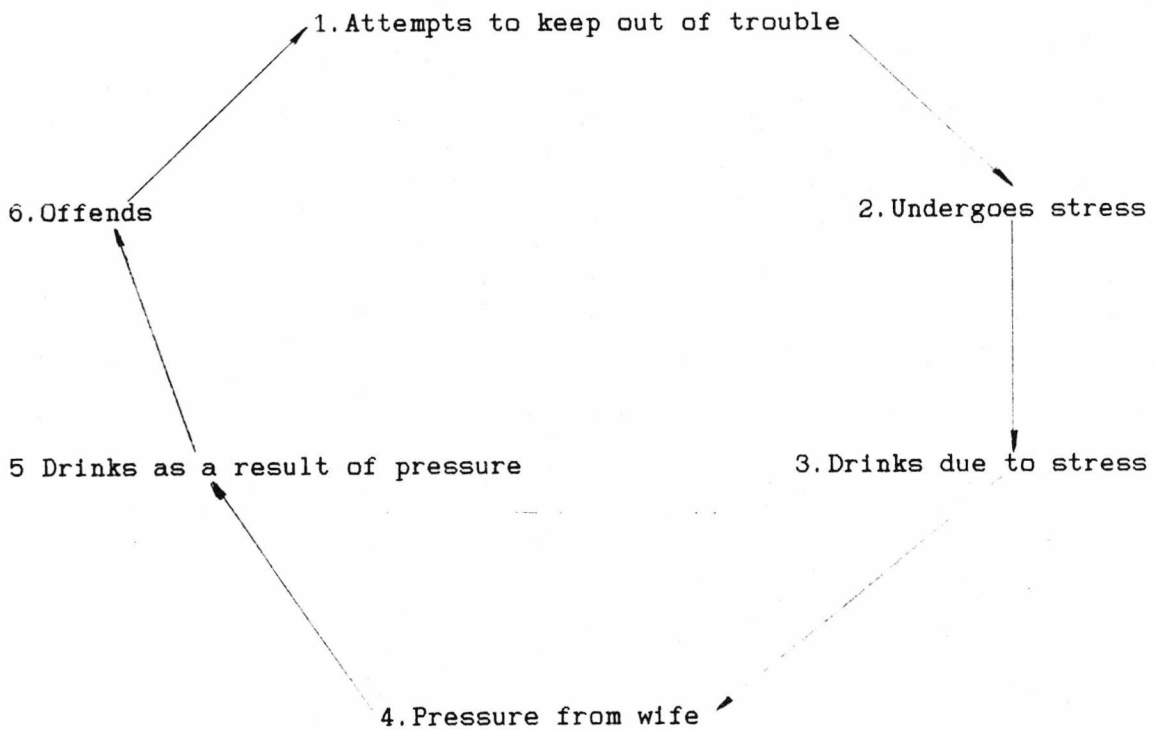 1.Attempts to keep out of trouble
6.Offends
2.Undergoes stress
5 Drinks as a result of pressure
3.Drinks due to stress
4.Pressure from wife